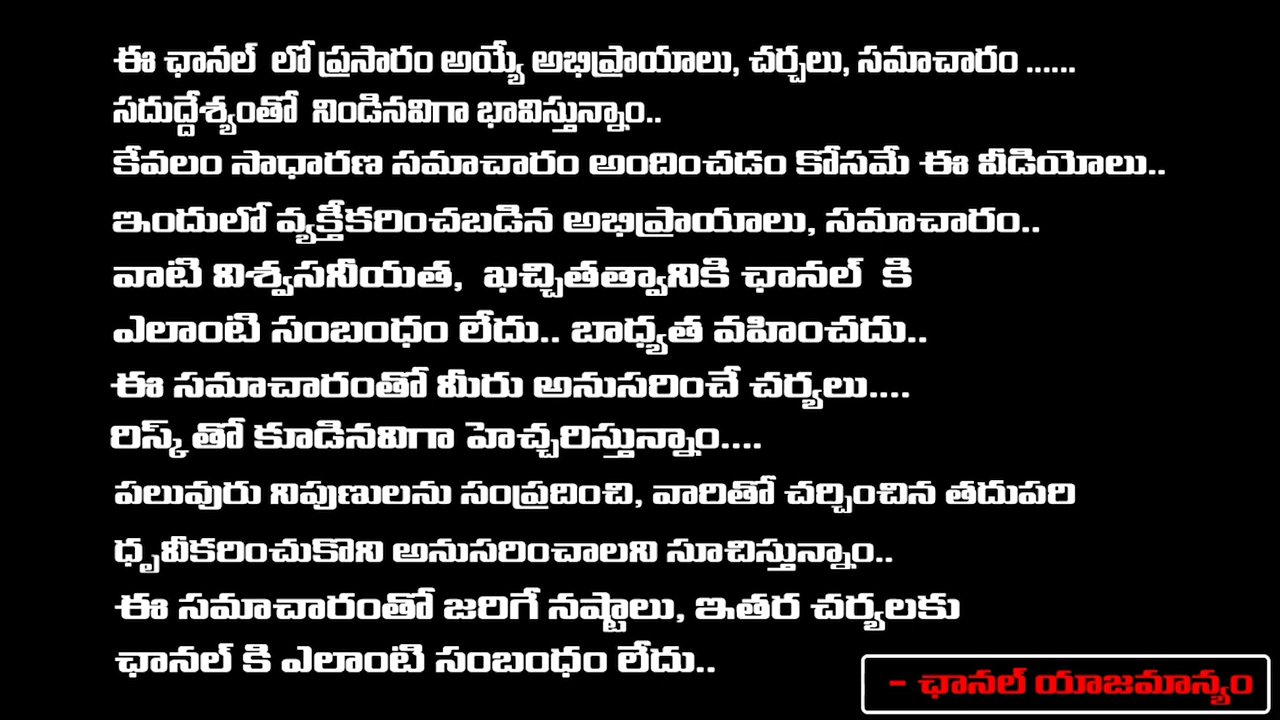 ఈ ఛానల్ లో ప్రసారం అయ్యే అభిప్రాయాలు, చర్చలు, సమాచారం ......
సదుద్దేశ్యంతో నిండినవిగా భావిస్తున్నాం..
కేవలం సాధారణ సమాచారం అందించడం కోసమే ఈ వీడియోలు..
ఇందులో వ్యక్తీకరించబడిన అభిప్రాయాలు, సమాచారం..
వాటి విశ్వసనీయత, ఖచ్చితత్వానికి ఛానల్ కి
ఎలాంటి సంబంధం లేదు.. బాధ్యత వహించదు..
ఈ సమాచారంతో మీరు అనుసరించే చర్యలు....
రిస్క్ తో కూడినవిగా హెచ్చరిస్తున్నాం....
పలువురు నిపుణులను సంప్రదించి, వారితో చర్చించిన తదుపరి
ధృవీకరించుకొని అనుసరించాలని సూచిస్తున్నాం..
ఈ సమాచారంతో జరిగే నష్టాలు, ఇతర చర్యలకు
ఛానల్ కి ఎలాంటి సంబంధం లేదు..
- ఛానల్ యాజమాన్యం